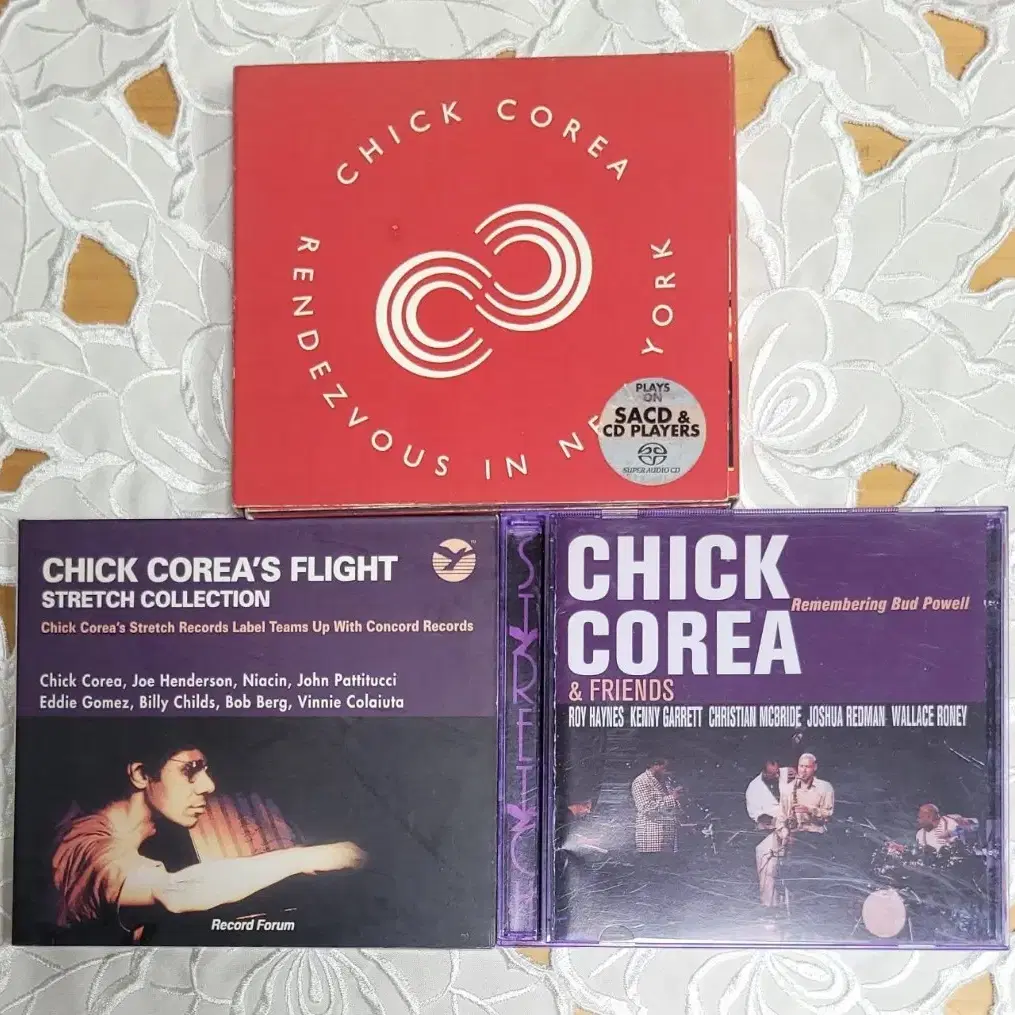 CHICK COREA
RENDEZVOUS IN NE YORK
PLAYS
ON
SACD &
CD PLAYERS
SUPER AUDIO CD
CHICK COREA'S FLIGHT
STRETCH COLLECTION
Chick Corea's Stretch Records Label Teams Up With Concord Records
Chick Corea, Joe Henderson, Niacin, John Pattitucci
Eddie Gomez, Billy Childs, Bob Berg, Vinnie Colaiuta
Record Forum
STRETCH
CHICK
COREA
Remembering Bud Powell
& FRIENDS
ROY HAYNES KENNY GARRETT CHRISTIAN MCBRIDE JOSHUA REDMAN WALLACE RONEY